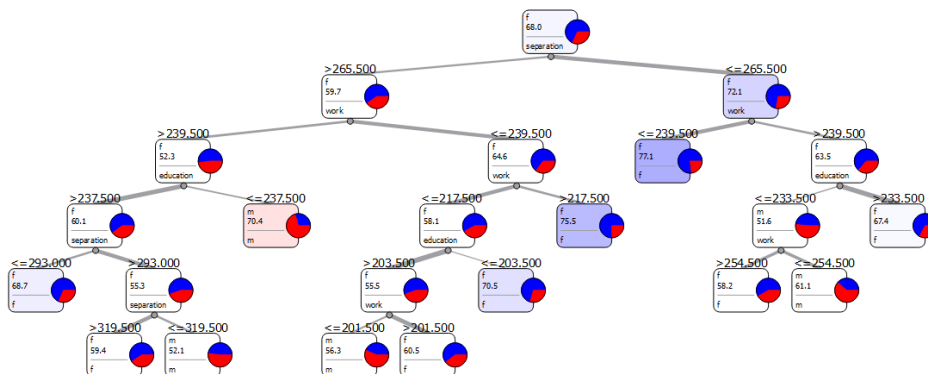 f
68.0
separation
>265.500
<=265.500
f
59.7
work
f
72.1
work
>239.500
<=239.500
<=239.500
>239.500
f
52.3
education
f
64.6
work
f
77.1
f
f
63.5
education
>237.500
<=237.500
<=217.500
>217.500
<=233.500
>233.500
f
60.1
separation
m
70.4
m
f
58.1
education
f
75.5
f
m
51.6
work
f
67.4
f
<=293.000
>293.000
>203.500
<=203.500
>254.500
<=254.500
f
68.7
f
f
55.3
separation
f
55.5
work
f
70.5
f
f
58.2
f
m
61.1
m
>319.500
<=319.500
<=201.500
>201.500
f
59.4
f
m
52.1
m
m
56.3
m
f
60.5
f